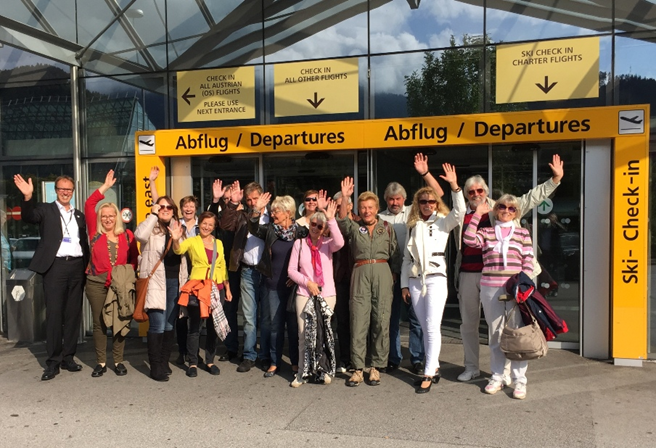 CHECK IN
ALL AUSTRIAN
(OS) FLIGHTS
PLEASE USE
NEXT ENTRANCE
CHECK IN
ALL OTHER FLIGHTS
SKI CHECK IN
CHARTER FLIGHTS
Abflug / Departures
Abflug / Departures
Ski- Check-in